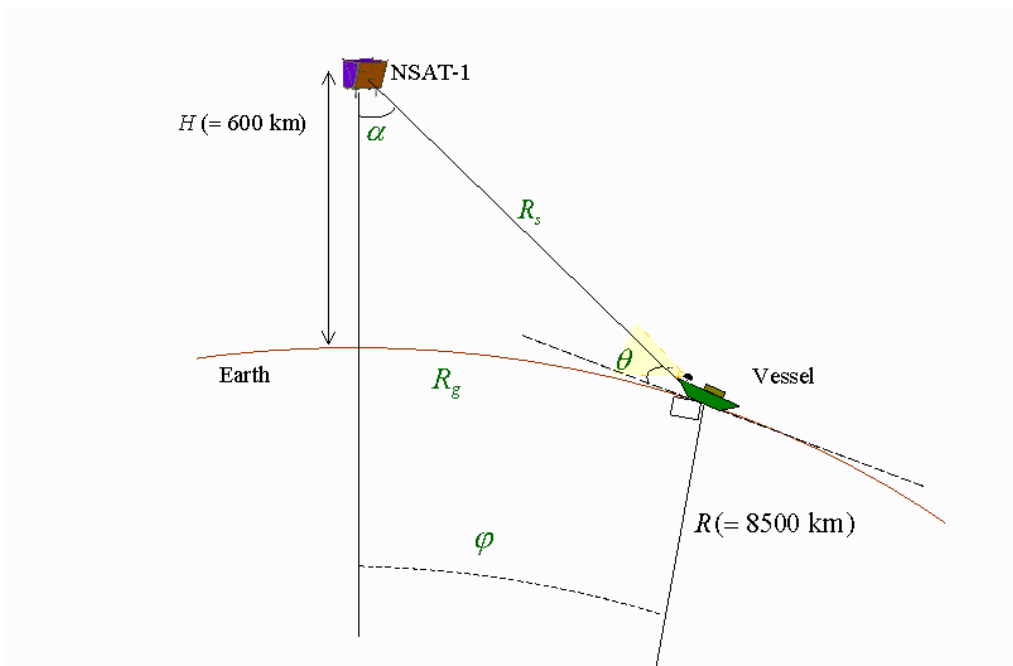 NSAT-1
H (= 600 km)
α
Rs
θ
Vessel
Earth
Rg
R(= 8500 km)
φ